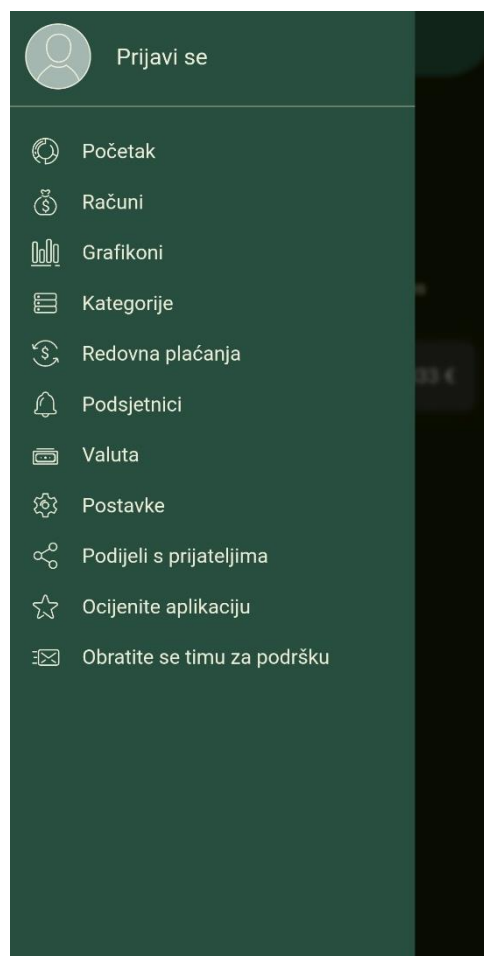 Prijavi se
Početak
Računi
Grafikoni
Kategorije
Redovna plaćanja
33 €
Podsjetnici
Valuta
Postavke
Podijeli s prijateljima
Ocijenite aplikaciju
Obratite se timu za podršku